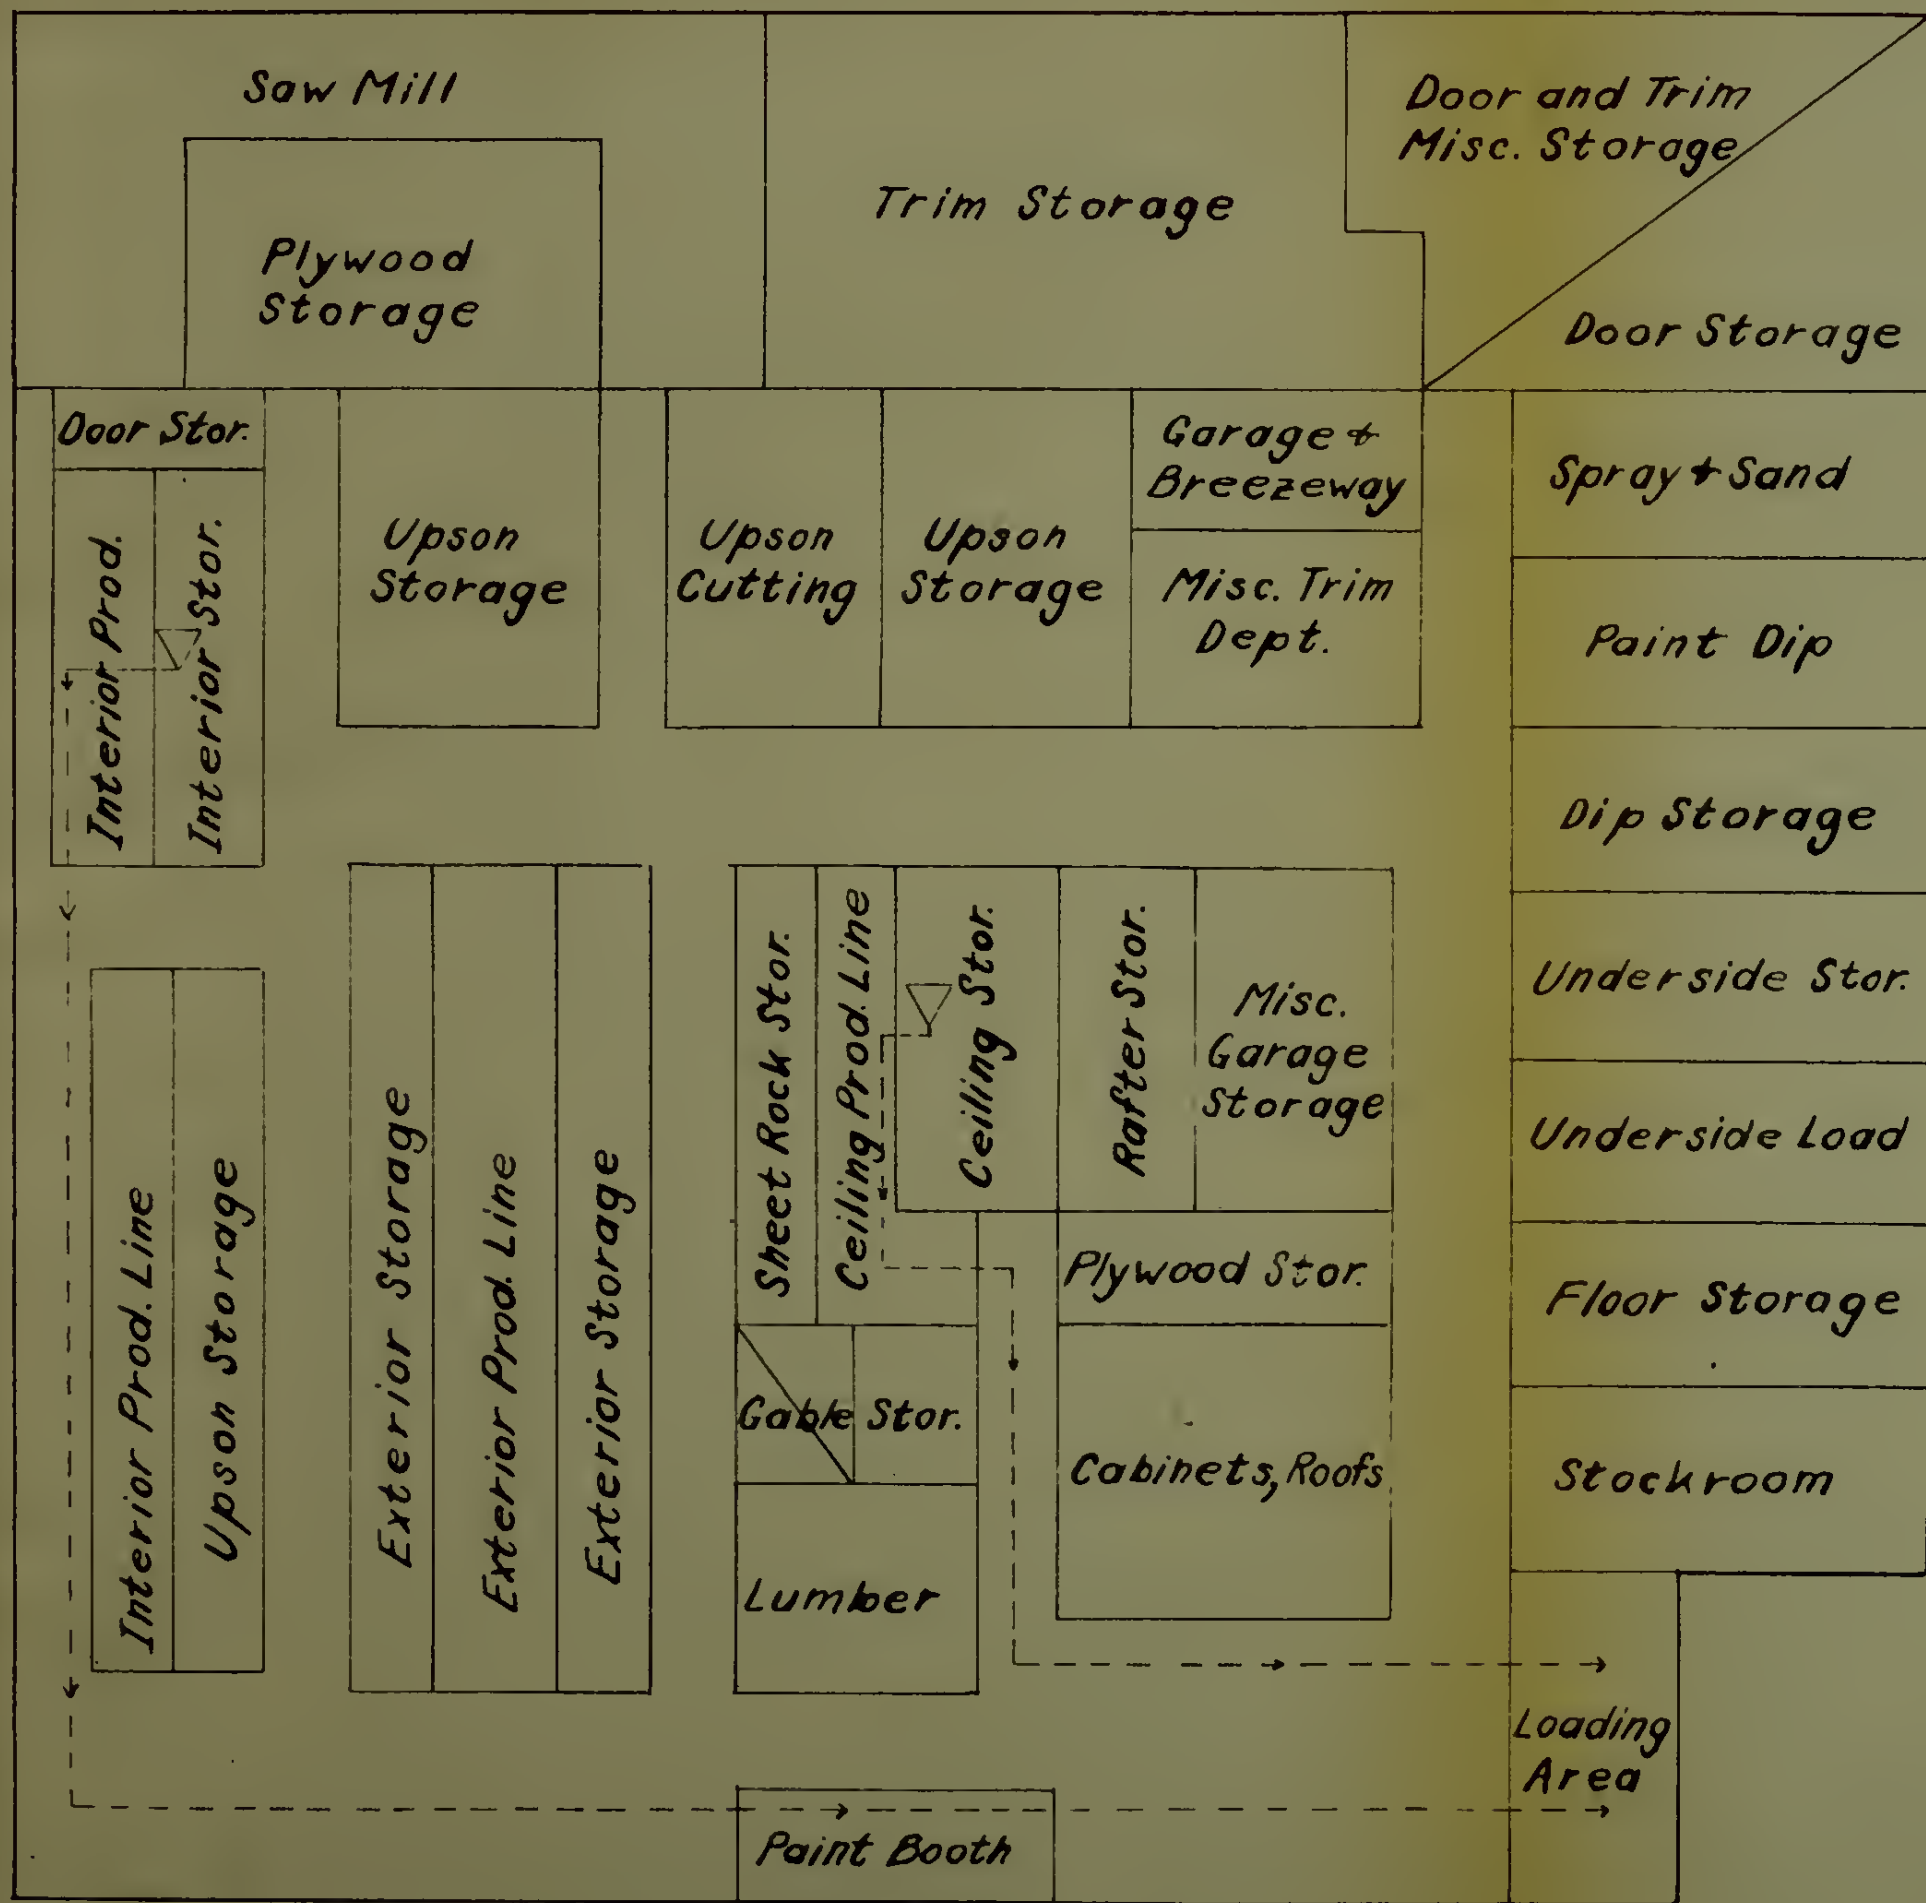 Saw Mill
Plywood
Storage
Trim Storage
Door and Trim
Misc. Storage
Door Storage
Door Stor.
Interior Prod.
Interior Stor.
Upson
Storage
Upson
Cutting
Upson
Storage
Garage &
Breezeway
Misc. Trim
Dept.
Spray & Sand
Paint Dip
Dip Storage
Underside Stor.
Underside Load
Floor Storage
Stockroom
Interior Prod. Line
Upson Storage
Exterior Storage
Exterior Prod. Line
Exterior Storage
Sheet Rock Stor.
Ceiling Prod. Line
Ceiling Stor.
Rafter Stor.
Misc.
Garage
Storage
Plywood Stor.
Gable Stor.
Cabinets, Roofs
Lumber
Loading
Area
Paint Booth